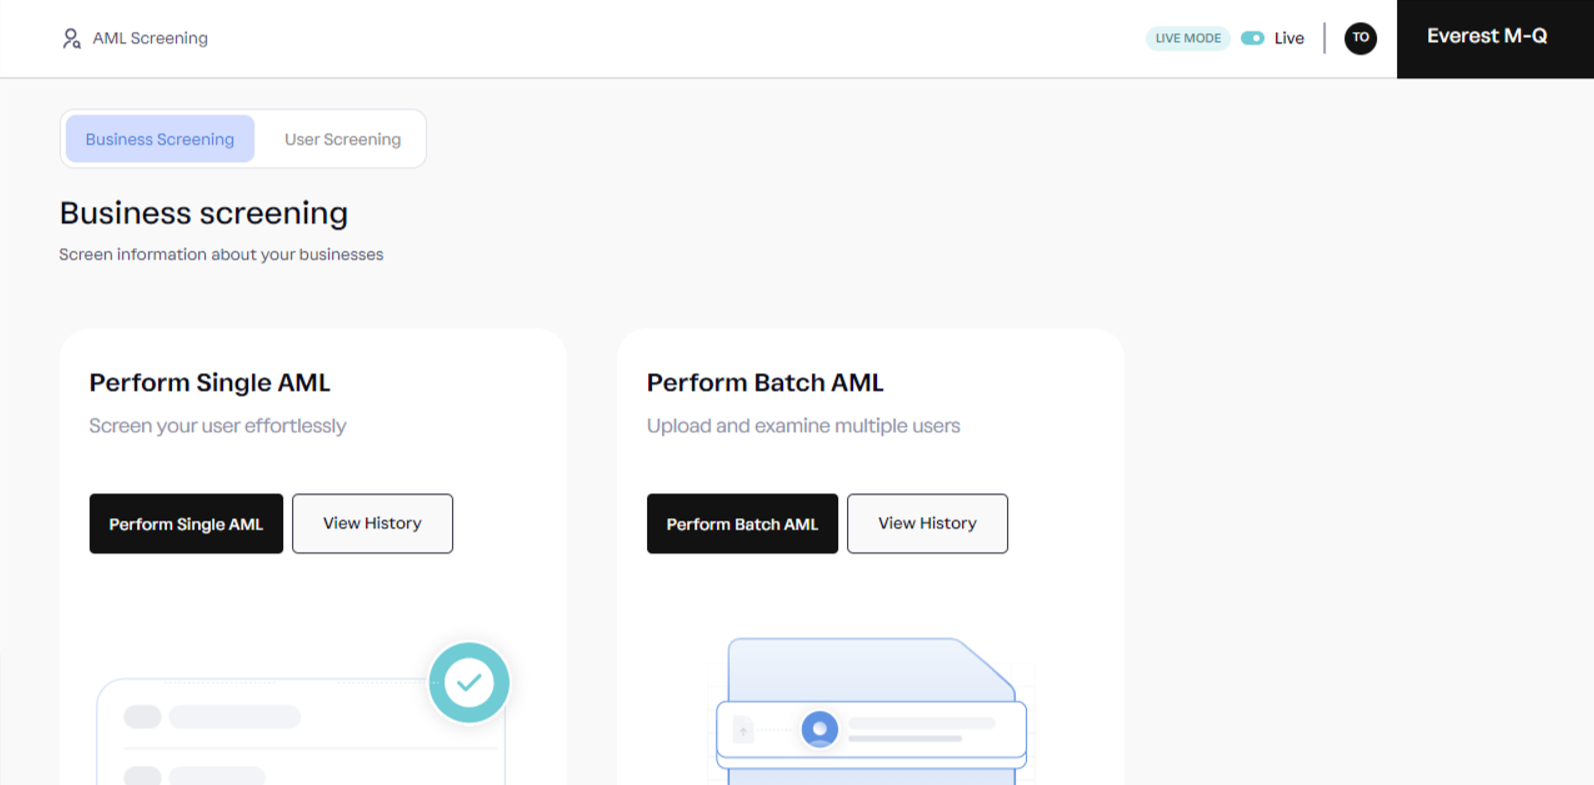 AML Screening
LIVE MODE
Live
TO
Everest M-Q
Business Screening
User Screening
Business screening
Screen information about your businesses
Perform Single AML
Screen your user effortlessly
Perform Single AML
View History
Perform Batch AML
Upload and examine multiple users
Perform Batch AML
View History